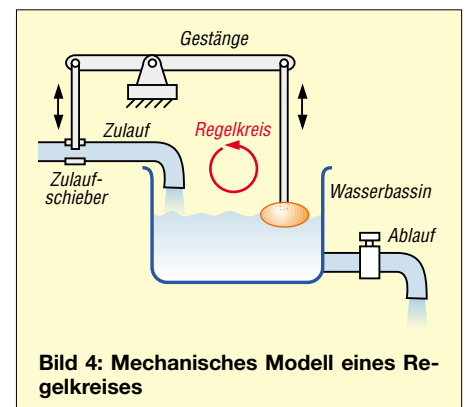 Gestänge
Zulauf
Regelkreis
Zulauf-
schieber
Wasserbassin
Ablauf
Bild 4: Mechanisches Modell eines Re-
gelkreises